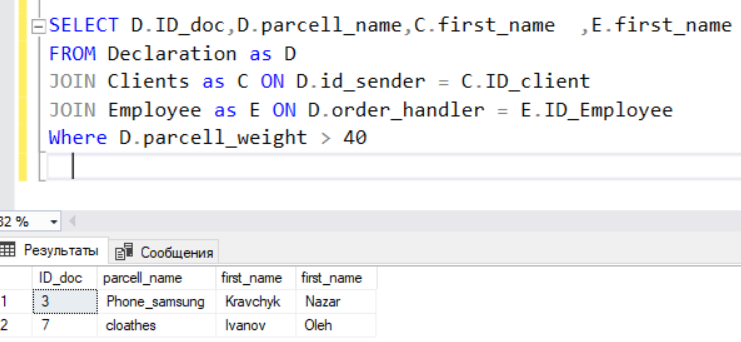 SELECT D.ID_doc,D.parcell_name,C.first_name  ,E.first_name
FROM Declaration as D
JOIN Clients as C ON D.id_sender = C.ID_client
JOIN Employee as E ON D.order_handler = E.ID_Employee
Where D.parcell_weight > 40
32 %
Результаты Сообщения
ID_doc parcell_name first_name first_name
1 3 Phone_samsung Kravchyk Nazar
2 7 cloathes Ivanov Oleh